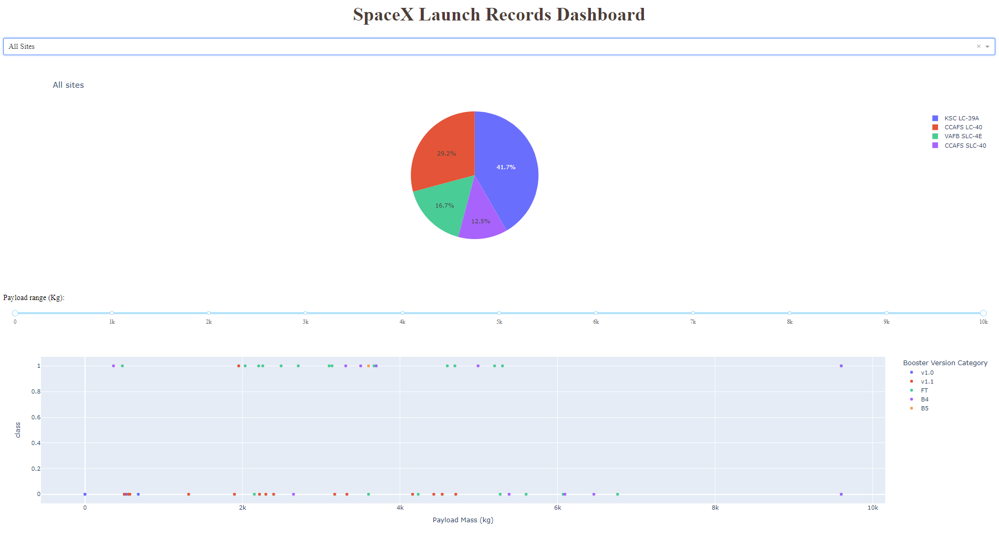 SpaceX Launch Records Dashboard
All Sites
All sites
KSC LC-39A
CCAFS LC-40
VAFB SLC-4E
CCAFS SLC-40
29.2%
41.7%
16.7%
12.5%
Payload range (Kg):
0 1k 2k 3k 4k 5k 6k 7k 8k 9k 10k
Booster Version Category
v1.0
v1.1
FT
B4
B5
1
0.8
0.6
0.4
0.2
0
class
0 2k 4k 6k 8k 10k
Payload Mass (kg)